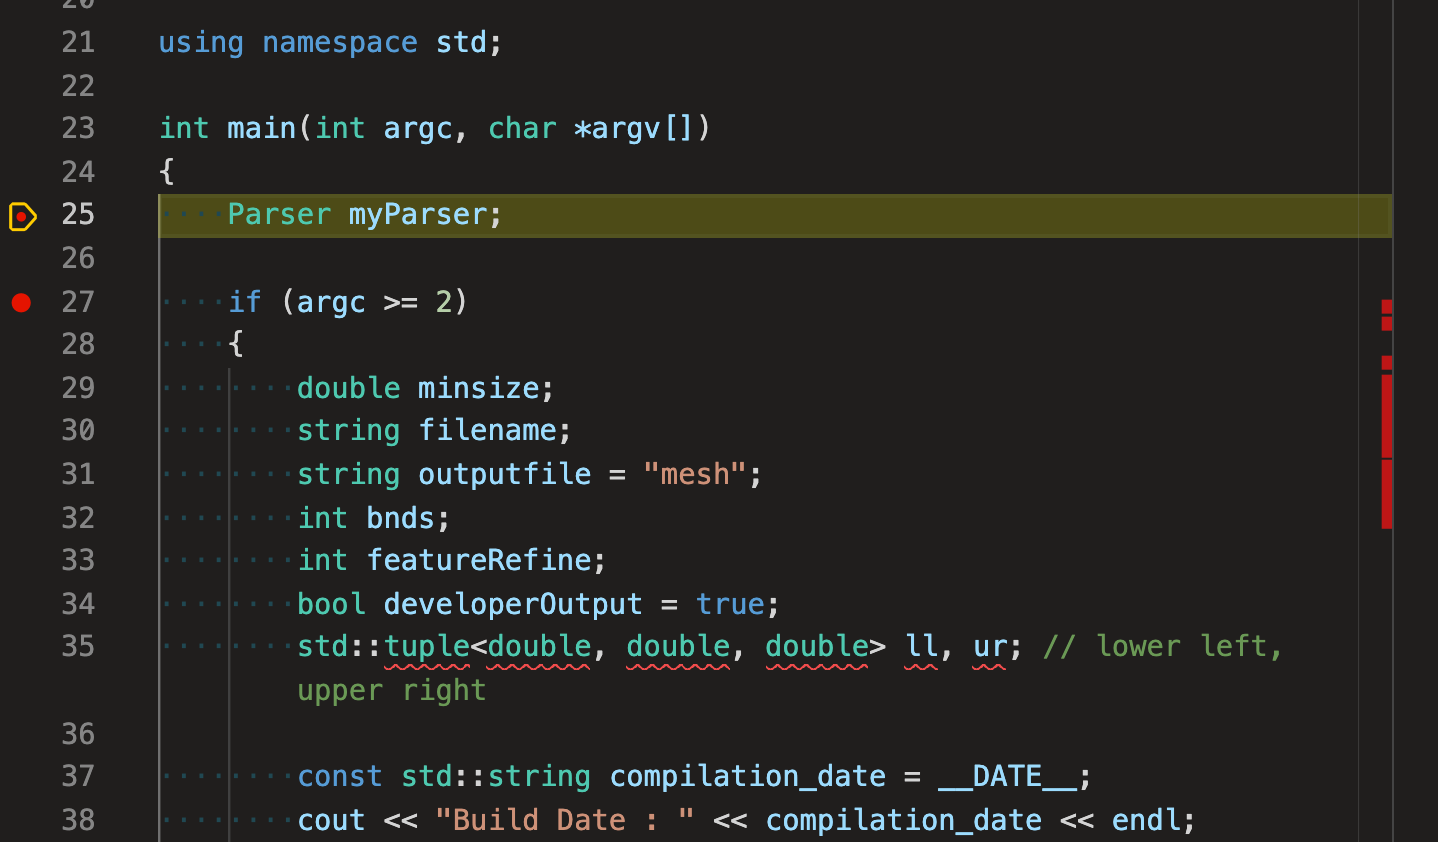 20
21 using namespace std;
22
23 int main(int argc, char *argv[])
24 {
25 Parser myParser;
26
27 if (argc >= 2)
28 {
29 double minsize;
30 string filename;
31 string outputfile = "mesh";
32 int bnds;
33 int featureRefine;
34 bool developerOutput = true;
35 std::tuple<double, double, double> ll, ur; // lower left,
upper right
36
37 const std::string compilation_date = __DATE__;
38 cout << "Build Date : " << compilation_date << endl;